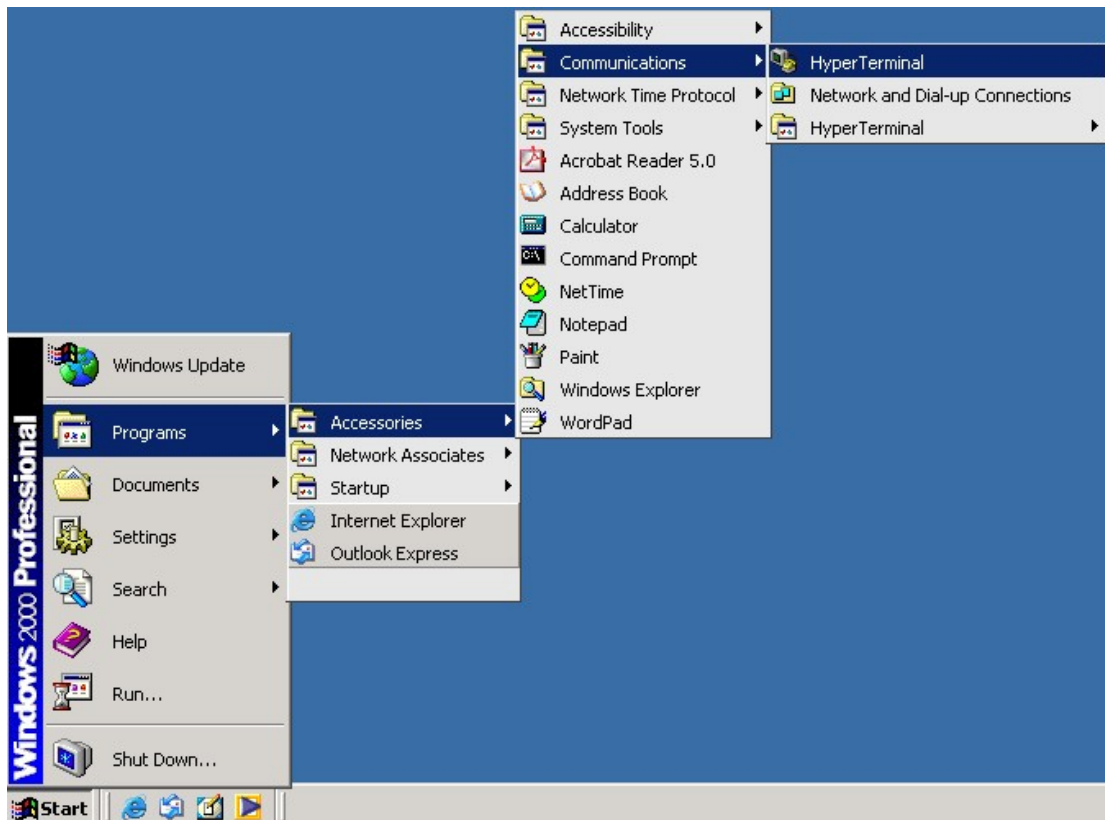 Accessibility
Communications
Network Time Protocol
System Tools
Acrobat Reader 5.0
Address Book
Calculator
Command Prompt
NetTime
Notepad
Paint
Windows Explorer
WordPad
HyperTerminal
Network and Dial-up Connections
HyperTerminal
Windows Update
Programs
Documents
Settings
Search
Help
Run...
Shut Down...
Accessories
Network Associates
Startup
Internet Explorer
Outlook Express
Windows 2000 Professional
Start